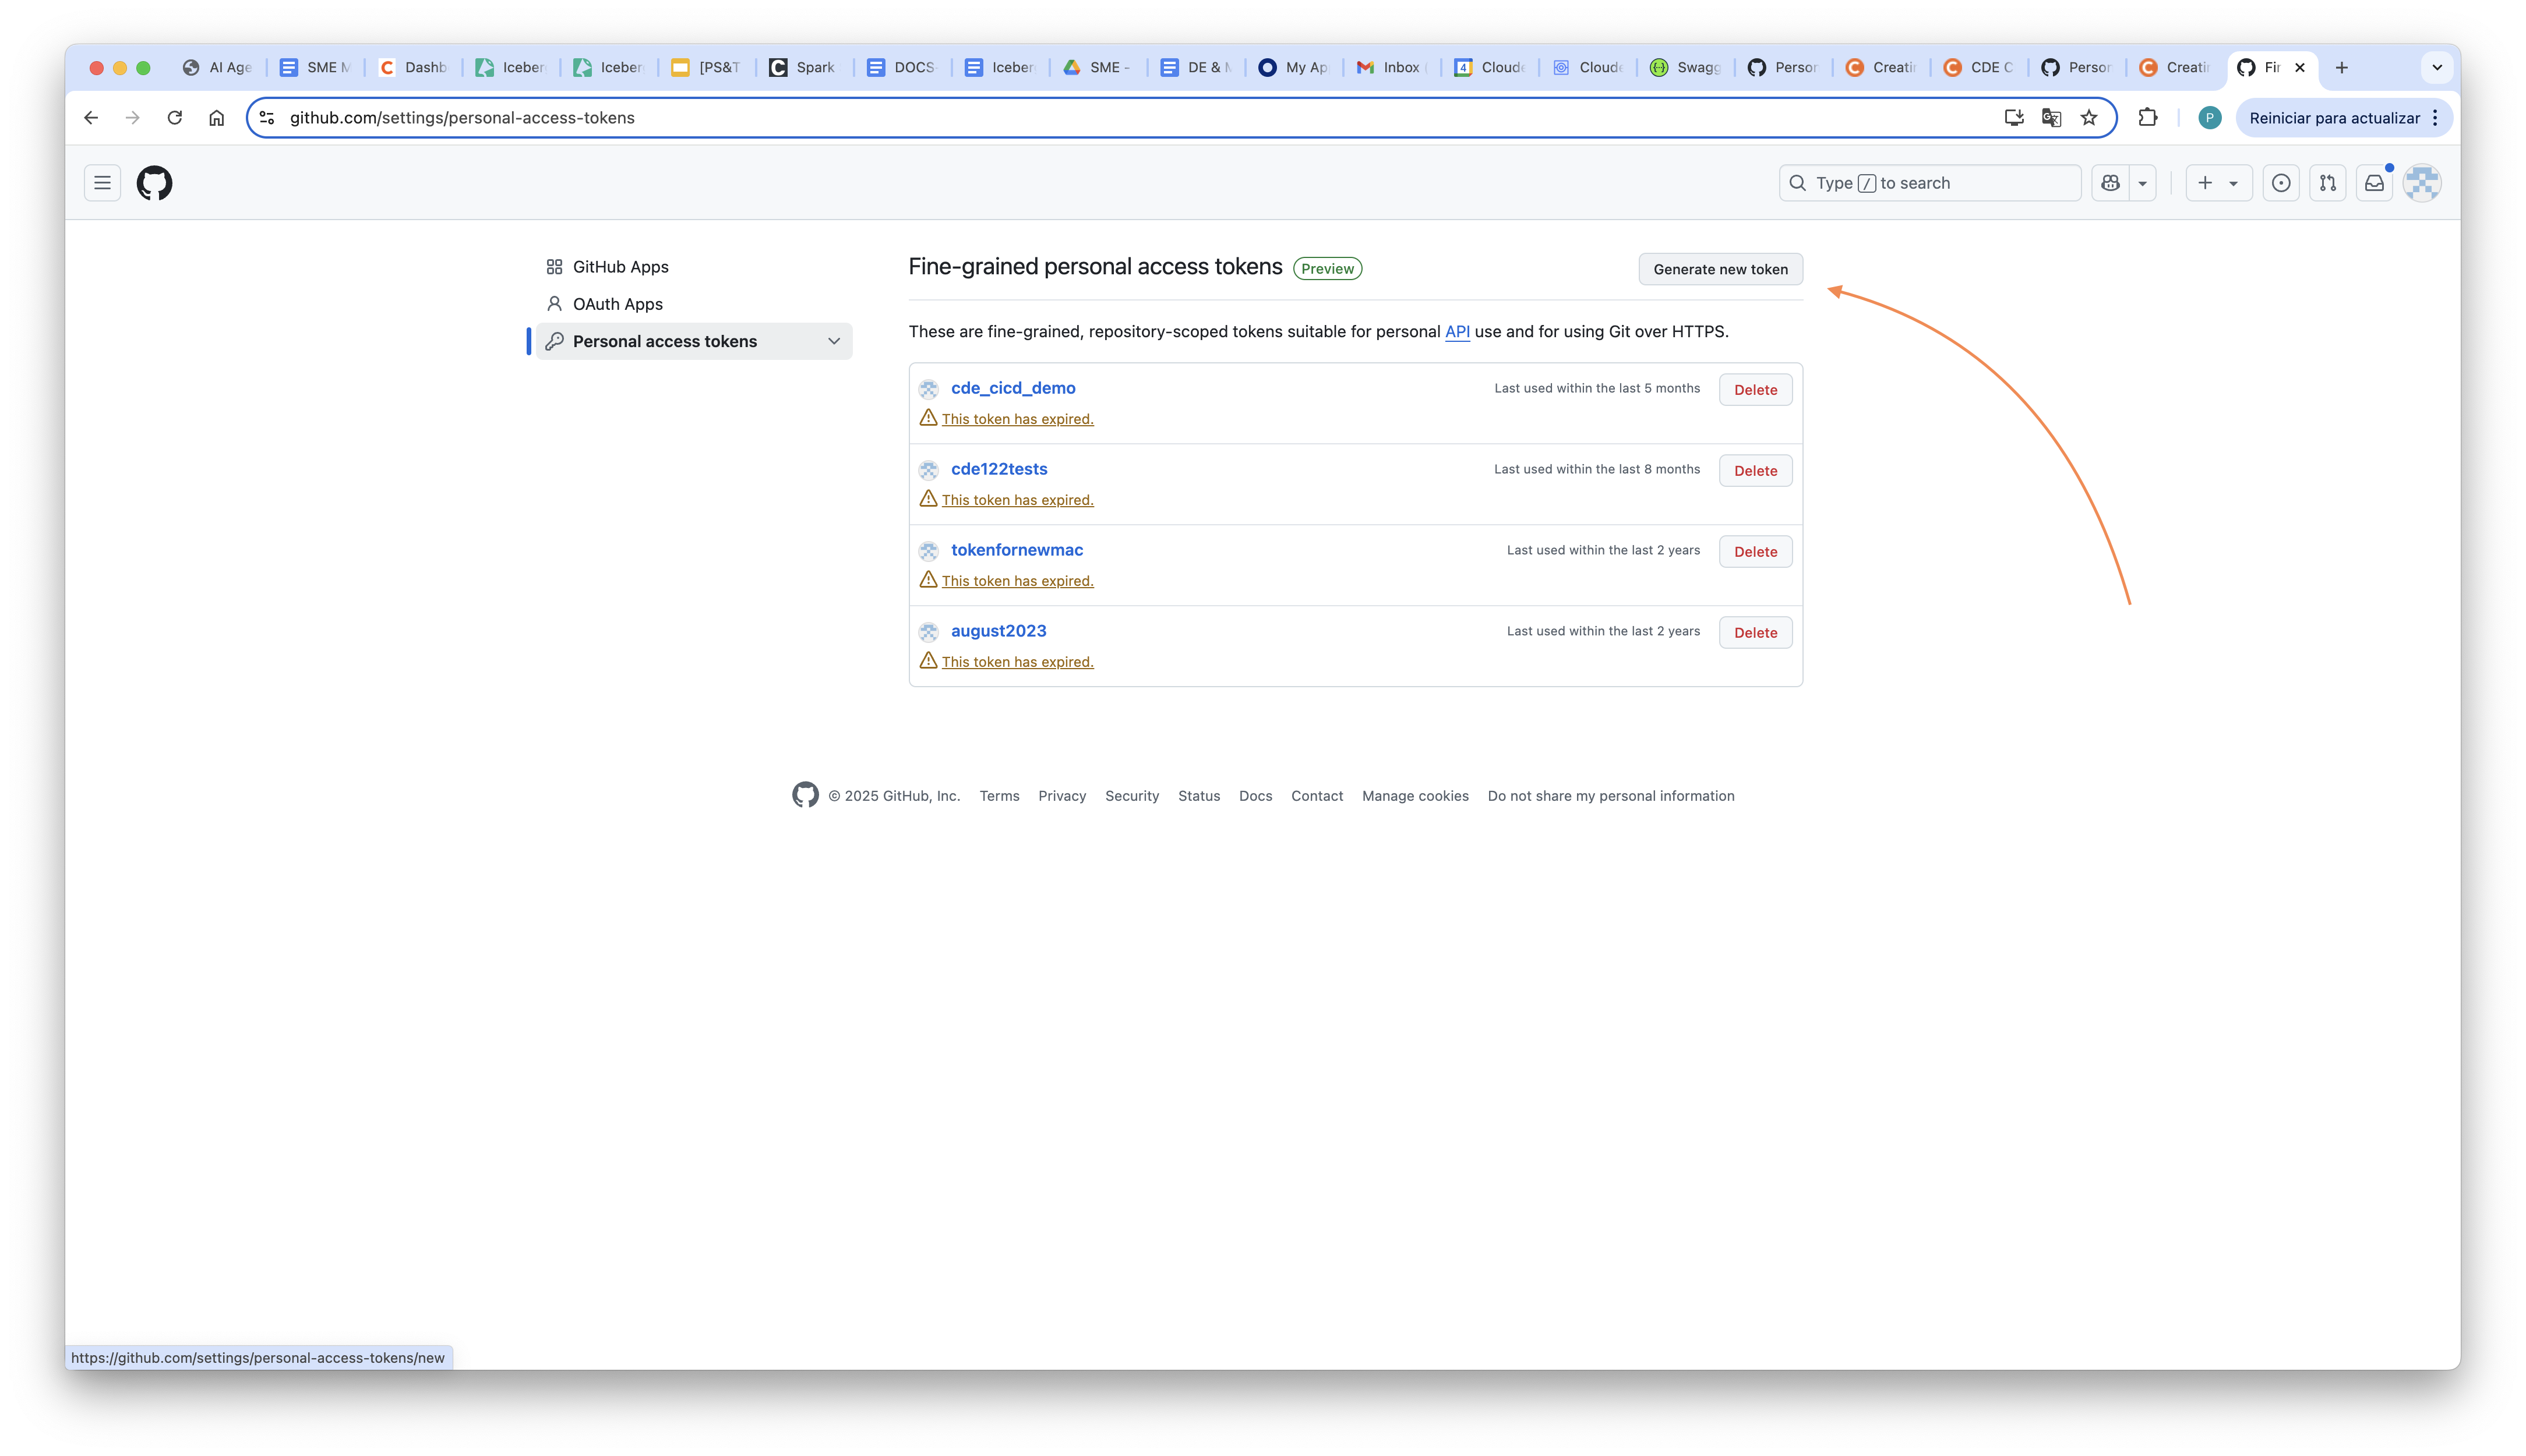 AI Age
SME M
Dashb
Iceber
Iceber
[PS&T
Spark
DOCS-
Iceber
SME -
DE & M
My Ap
Inbox (
Cloude
Cloude
Swagg
Person
Creatin
CDE C
Person
Creatin
Fir
github.com/settings/personal-access-tokens
Reiniciar para actualizar
Type / to search
GitHub Apps
OAuth Apps
Personal access tokens
Fine-grained personal access tokens Preview
Generate new token
These are fine-grained, repository-scoped tokens suitable for personal API use and for using Git over HTTPS.
cde_cicd_demo Last used within the last 5 months Delete
This token has expired.
cde122tests Last used within the last 8 months Delete
This token has expired.
tokenfornewmac Last used within the last 2 years Delete
This token has expired.
august2023 Last used within the last 2 years Delete
This token has expired.
© 2025 GitHub, Inc. Terms Privacy Security Status Docs Contact Manage cookies Do not share my personal information
https://github.com/settings/personal-access-tokens/new